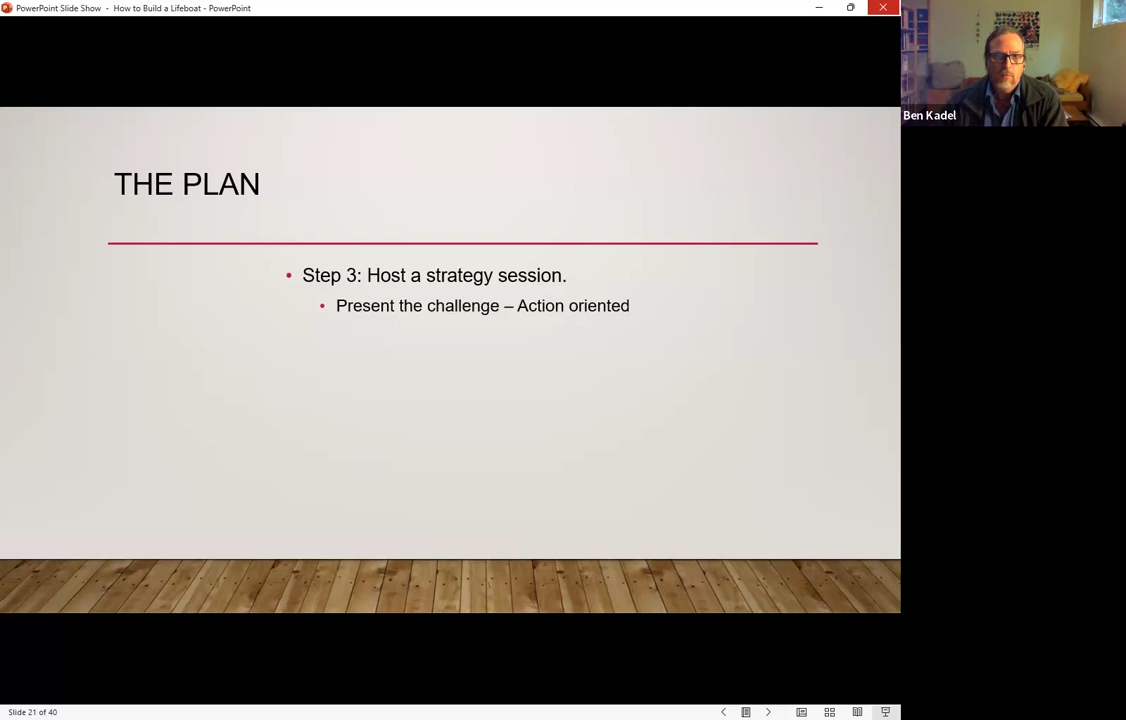 PowerPoint Slide Show - How to Build a Lifeboat - PowerPoint
Ben Kadel
THE PLAN
• Step 3: Host a strategy session.
• Present the challenge – Action oriented
Slide 21 of 40